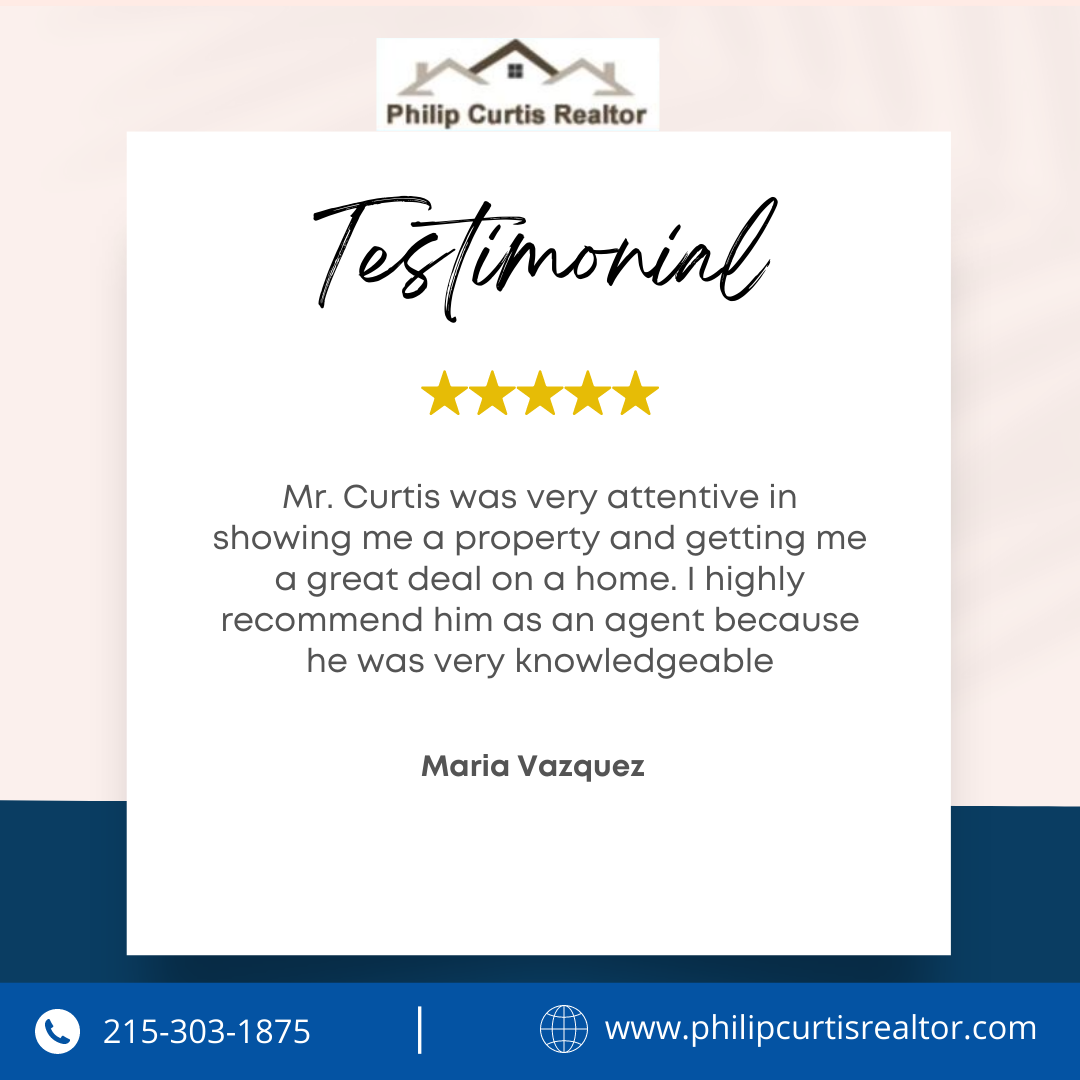 Philip Curtis Realtor
Testimonial
Mr. Curtis was very attentive in
showing me a property and getting me
a great deal on a home. I highly
recommend him as an agent because
he was very knowledgeable
Maria Vazquez
215-303-1875 | www.philipcurtisrealtor.com